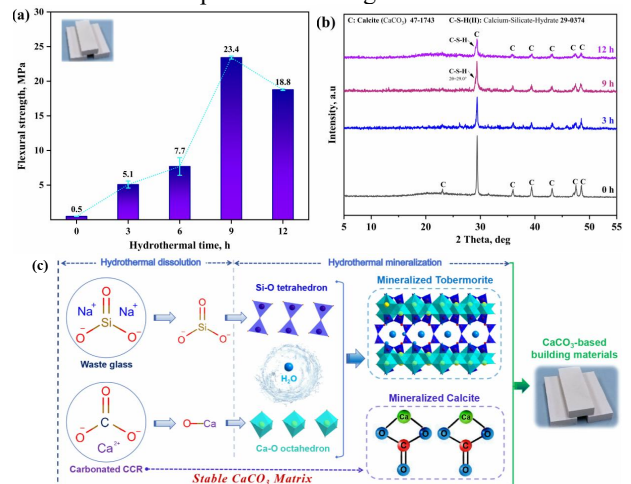 (a)
Flexural strength, MPa
25
20
15
10
5
0.5
5.1
7.7
23.4
18.8
0 3 6 9 12
Hydrothermal time, h
(b)
C: Calcite (CaCO3) 47-1743 C-S-H(II): Calcium-Silicate-Hydrate 29-0374
Intensity, a.u
C
C-S-H
C C C C C
12 h
C-S-H
9 h
3 h
C C C C C C
0 h
5 10 15 20 25 30 35 40 45 50 55
2 Theta, deg
(c)
Hydrothermal dissolution
Hydrothermal mineralization
O
Na+ Na+
Si
O- O-
Waste glass
O
Si
O- O-
Si-O tetrahedron
H2O
Ca-O octahedron
Mineralized Tobermorite
CaCO3-based
building materials
O
C
O- O-
Ca2+
Carbonated CCR
O-Ca
Mineralized Calcite
Ca Ca
O O O O
C C
O O
Stable CaCO3 Matrix